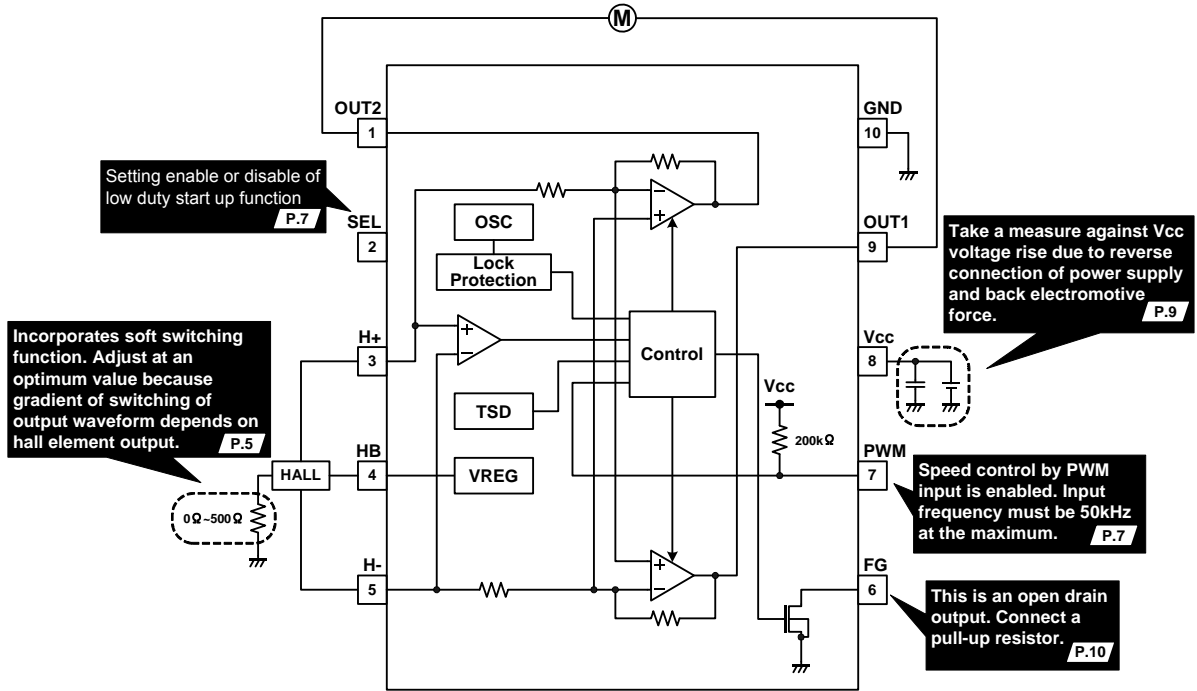 M
OUT2
1
GND
10
Setting enable or disable of
low duty start up function
P.7
SEL
2
OSC
Lock
Protection
OUT1
9
Take a measure against Vcc
voltage rise due to reverse
connection of power supply
and back electromotive
force.
P.9
Incorporates soft switching
function. Adjust at an
optimum value because
gradient of switching of
output waveform depends on
hall element output.
P.5
H+
3
Control
Vcc
8
TSD
Vcc
200kΩ
HALL
HB
4
VREG
PWM
7
Speed control by PWM
input is enabled. Input
frequency must be 50kHz
at the maximum.
P.7
0Ω~500Ω
H-
5
FG
6
This is an open drain
output. Connect a
pull-up resistor.
P.10